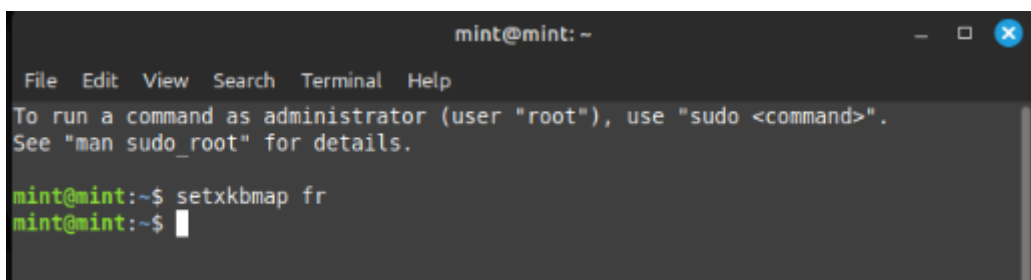 mint@mint: ~
File Edit View Search Terminal Help
To run a command as administrator (user "root"), use "sudo <command>".
See "man sudo_root" for details.
mint@mint:~$ setxkbmap fr
mint@mint:~$